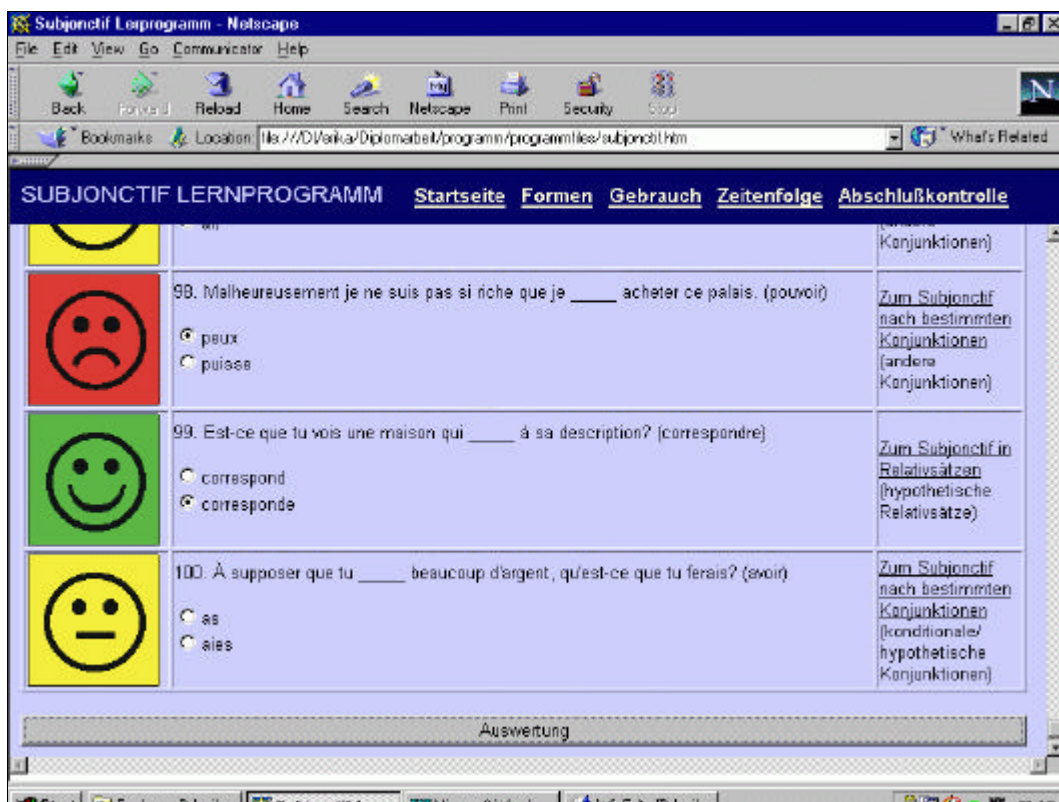 Subjonctif Lerprogramm - Netscape
File Edit View Go Communicator Help
Back Forward Reload Home Search Netscape Print Security Stop
Bookmarks Location: file:///D|/erika/Diplomarbeit/programm/programmfiles/subjonctif.htm What's Related
SUBJONCTIF LERNPROGRAMM Startseite Formen Gebrauch Zeitenfolge Abschlußkontrolle
(andere
Konjunktionen)
98. Malheureusement je ne suis pas si riche que je _____ acheter ce palais. (pouvoir)
peux
puisse
Zum Subjonctif
nach bestimmten
Konjunktionen
(andere
Konjunktionen)
99. Est-ce que tu vois une maison qui _____ à sa description? (correspondre)
correspond
corresponde
Zum Subjonctif in
Relativsätzen
(hypothetische
Relativsätze)
100. À supposer que tu _____ beaucoup d'argent, qu'est-ce que tu ferais? (avoir)
as
aies
Zum Subjonctif
nach bestimmten
Konjunktionen
(konditionale/
hypothetische
Konjunktionen)
Auswertung